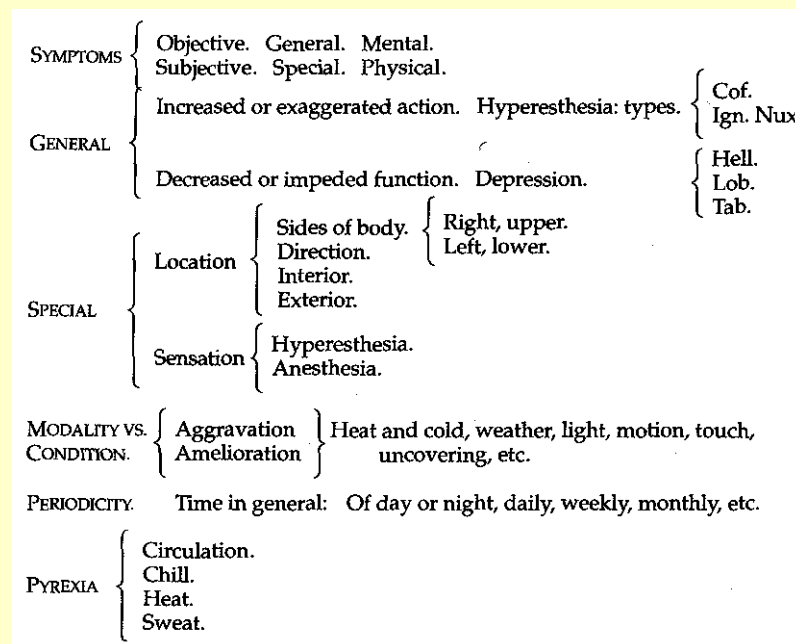 SYMPTOMS
Objective. General. Mental.
Subjective. Special. Physical.
GENERAL
Increased or exaggerated action. Hyperesthesia: types.
Cof.
Ign. Nux
Decreased or impeded function. Depression.
Hell.
Lob.
Tab.
SPECIAL
Location
Sides of body.
Direction.
Interior.
Exterior.
Right, upper.
Left, lower.
Sensation
Hyperesthesia.
Anesthesia.
MODALITY VS.
CONDITION.
Aggravation
Amelioration
Heat and cold, weather, light, motion, touch,
uncovering, etc.
PERIODICITY. Time in general: Of day or night, daily, weekly, monthly, etc.
PYREXIA
Circulation.
Chill.
Heat.
Sweat.